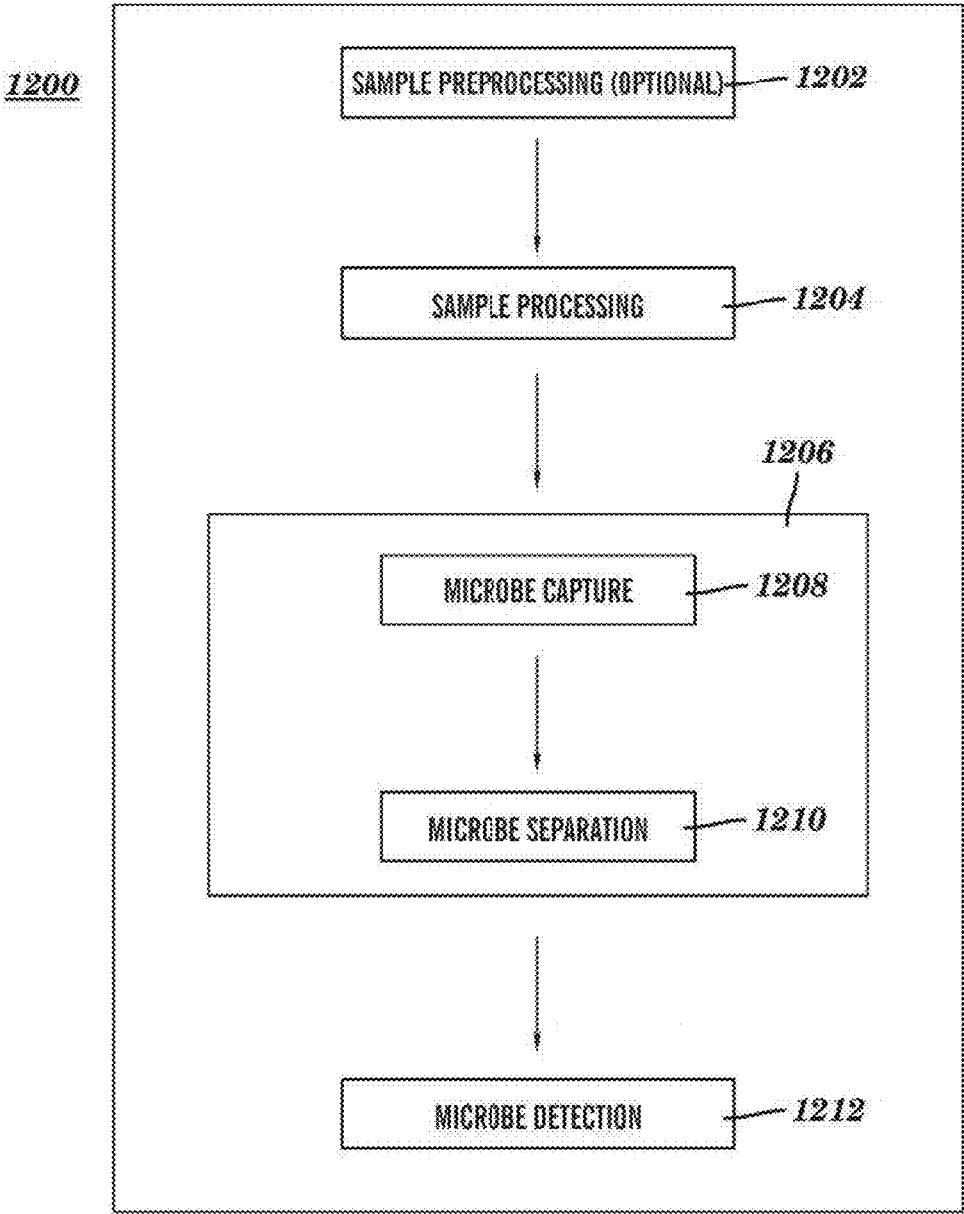 1200
SAMPLE PREPROCESSING (OPTIONAL)
1202
SAMPLE PROCESSING
1204
1206
MICROBE CAPTURE
1208
MICROBE SEPARATION
1210
MICROBE DETECTION
1212